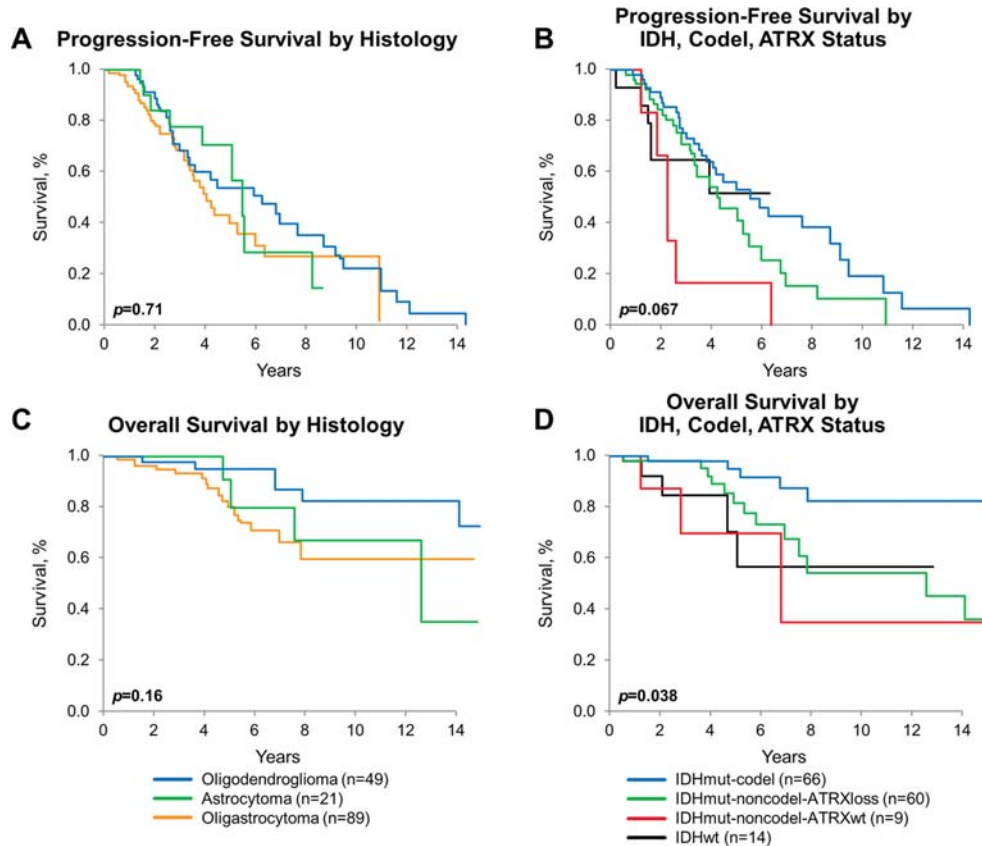 A
Progression-Free Survival by Histology
Survival, %
1.0
0.8
0.6
0.4
0.2
0.0
p=0.71
0 2 4 6 8 10 12 14
Years
B
Progression-Free Survival by
IDH, Codel, ATRX Status
Survival, %
1.0
0.8
0.6
0.4
0.2
0.0
p=0.067
0 2 4 6 8 10 12 14
Years
C
Overall Survival by Histology
Survival, %
1.0
0.8
0.6
0.4
0.2
0.0
p=0.16
0 2 4 6 8 10 12 14
Years
Oligodendroglioma (n=49)
Astrocytoma (n=21)
Oligastrocytoma (n=89)
D
Overall Survival by
IDH, Codel, ATRX Status
Survival, %
1.0
0.8
0.6
0.4
0.2
0.0
p=0.038
0 2 4 6 8 10 12 14
Years
IDHmut-codel (n=66)
IDHmut-noncodel-ATRXloss (n=60)
IDHmut-noncodel-ATRXwt (n=9)
IDHwt (n=14)